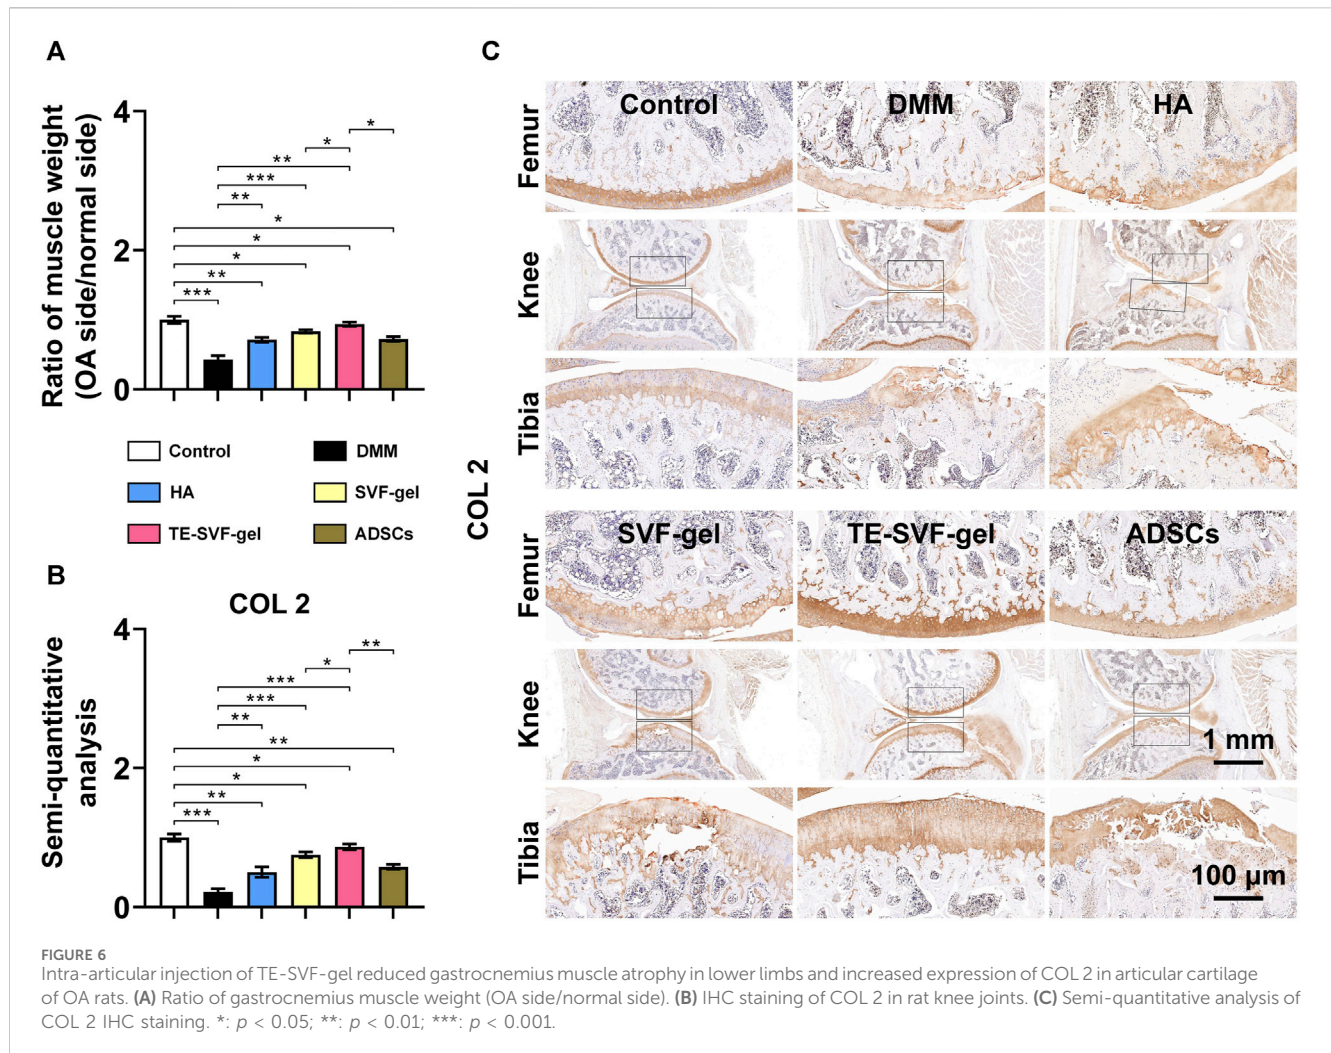 A
Ratio of muscle weight
(OA side/normal side)
4
2
0
*
*
**
***
**
*
*
*
**
***
Control
DMM
HA
SVF-gel
TE-SVF-gel
ADSCs
B
COL 2
Semi-quantitative
analysis
4
2
0
**
*
***
***
**
**
*
*
**
***
C
COL 2
Femur
Control
DMM
HA
Knee
Tibia
Femur
SVF-gel
TE-SVF-gel
ADSCs
Knee
1 mm
Tibia
100 µm
FIGURE 6
Intra-articular injection of TE-SVF-gel reduced gastrocnemius muscle atrophy in lower limbs and increased expression of COL 2 in articular cartilage
of OA rats. (A) Ratio of gastrocnemius muscle weight (OA side/normal side). (B) IHC staining of COL 2 in rat knee joints. (C) Semi-quantitative analysis of
COL 2 IHC staining. *: p < 0.05; **: p < 0.01; ***: p < 0.001.